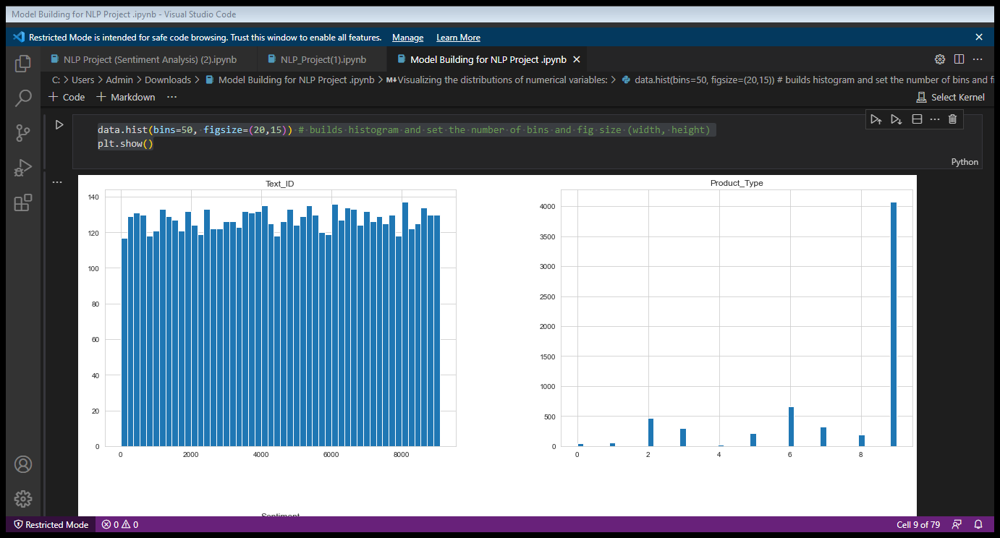 Model Building for NLP Project .ipynb - Visual Studio Code
Restricted Mode is intended for safe code browsing. Trust this window to enable all features. Manage Learn More
NLP Project (Sentiment Analysis) (2).ipynb NLP_Project(1).ipynb Model Building for NLP Project .ipynb
C: > Users > Admin > Downloads > Model Building for NLP Project .ipynb > M↓Visualizing the distributions of numerical variables: > data.hist(bins=50, figsize=(20,15)) # builds histogram and set the number of bins and fi
+ Code + Markdown ... Select Kernel
data.hist(bins=50, figsize=(20,15)) # builds histogram and set the number of bins and fig size (width, height)
plt.show()
Python
Text_ID
140
120
100
80
60
40
20
0
0 2000 4000 6000 8000
Product_Type
4000
3500
3000
2500
2000
1500
1000
500
0
0 2 4 6 8
Sentiment
Restricted Mode 0 0 Cell 9 of 79